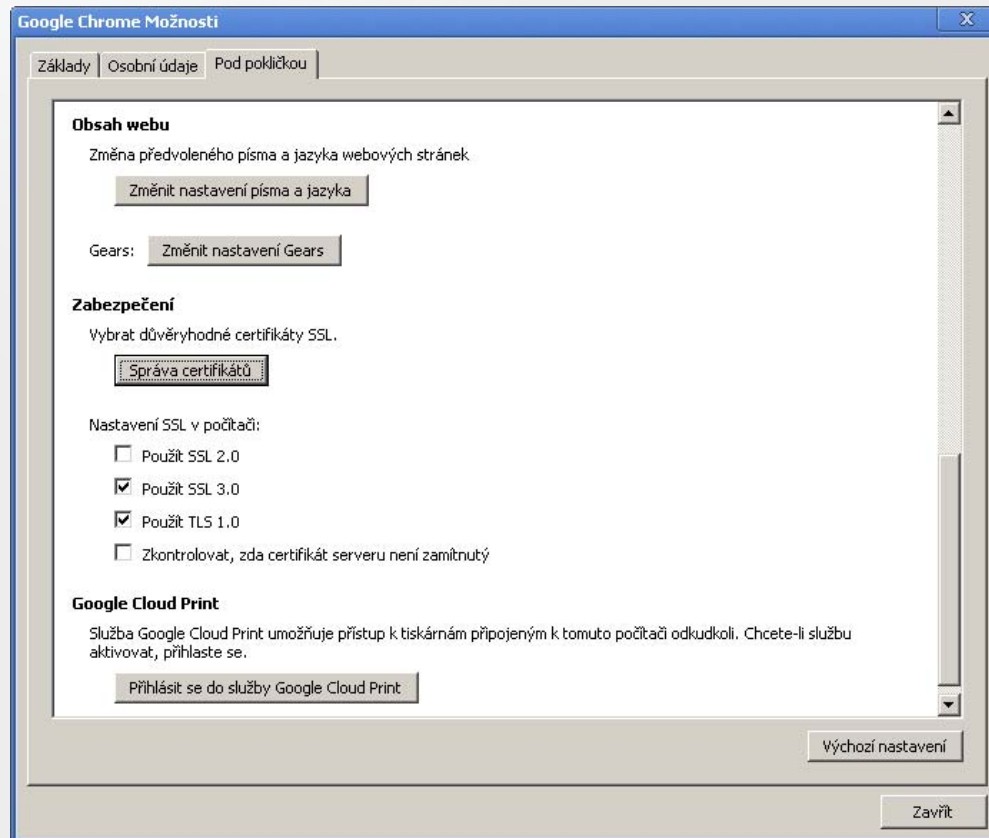 Google Chrome Možnosti
Základy
Osobní údaje
Pod pokličkou
Obsah webu
Změna předvoleného písma a jazyka webových stránek
Změnit nastavení písma a jazyka
Gears:
Změnit nastavení Gears
Zabezpečení
Vybrat důvěryhodné certifikáty SSL.
Správa certifikátů
Nastavení SSL v počítači:
Použít SSL 2.0
Použít SSL 3.0
Použít TLS 1.0
Zkontrolovat, zda certifikát serveru není zamítnutý
Google Cloud Print
Služba Google Cloud Print umožňuje přístup k tiskárnám připojeným k tomuto počítači odkudkoli. Chcete-li službu
aktivovat, přihlaste se.
Přihlásit se do služby Google Cloud Print
Výchozí nastavení
Zavřít